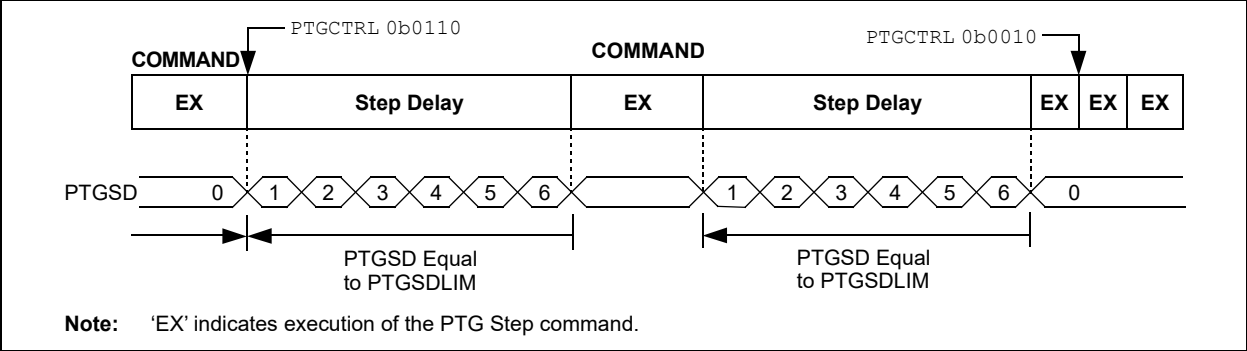 PTGCTRL 0b0110
PTGCTRL 0b0010
COMMAND
COMMAND
EX Step Delay EX Step Delay EX EX EX
PTGSD 0 1 2 3 4 5 6 1 2 3 4 5 6 0
PTGSD Equal
to PTGSDLIM
PTGSD Equal
to PTGSDLIM
Note: 'EX' indicates execution of the PTG Step command.